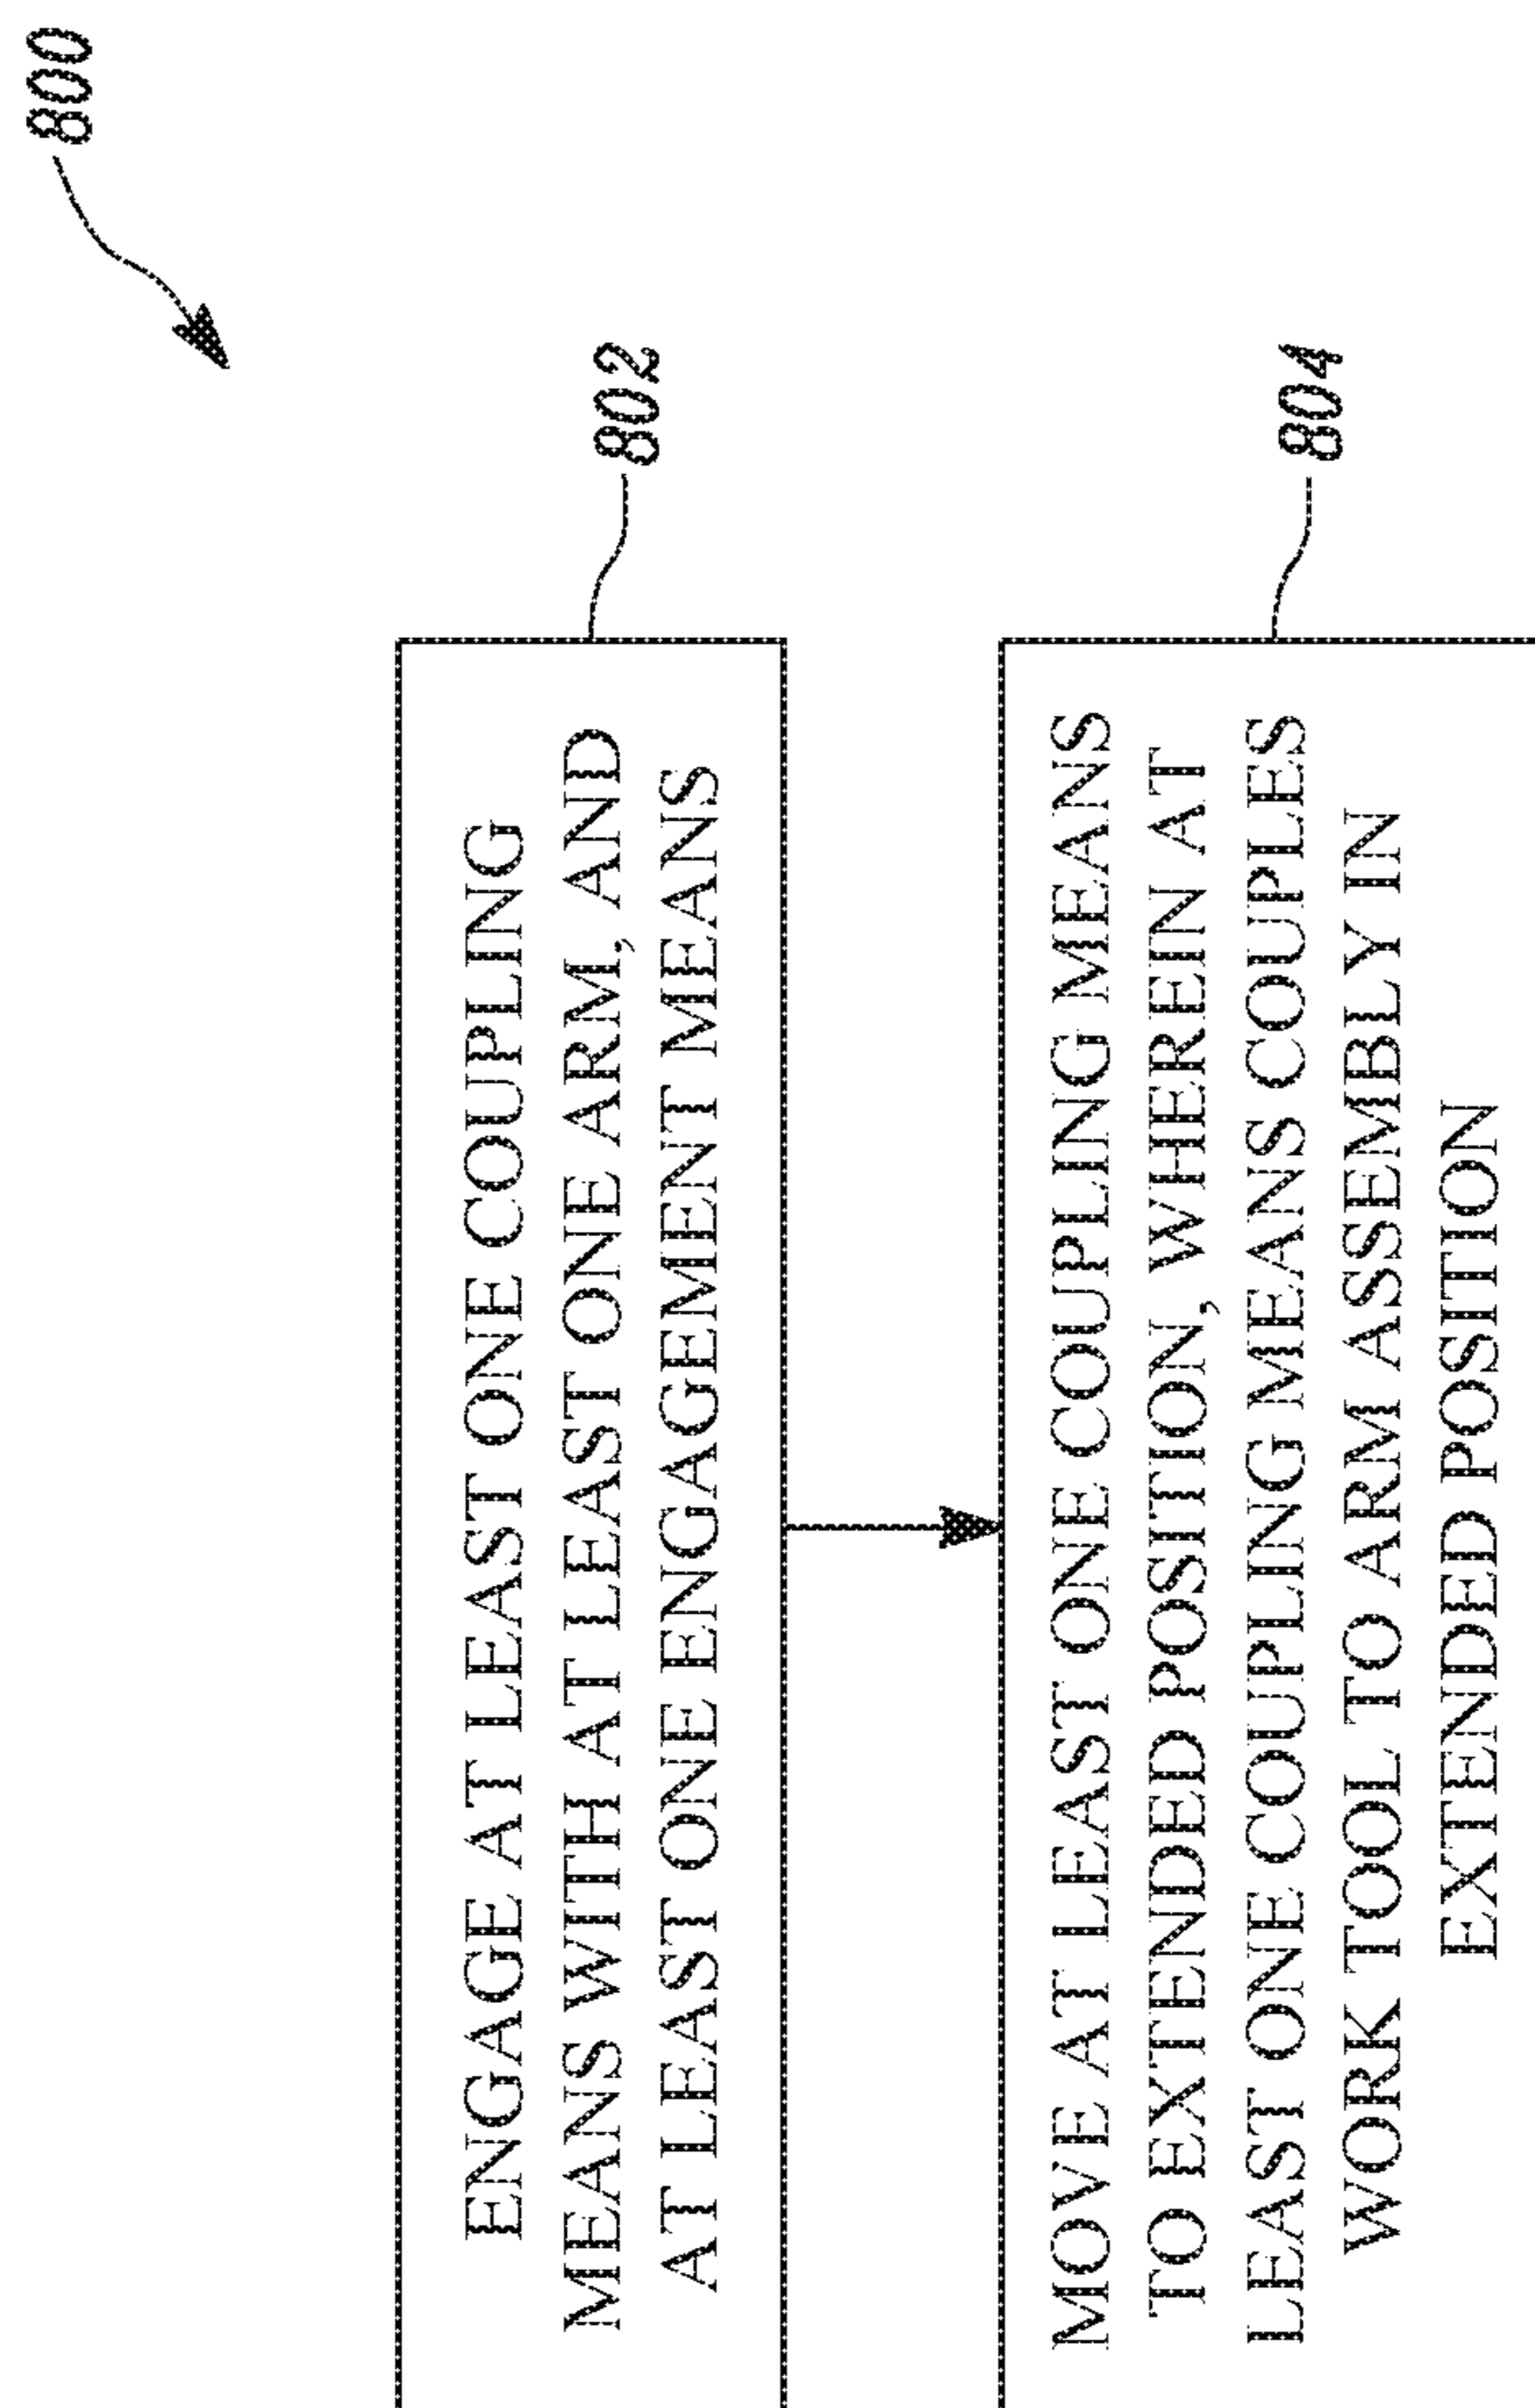 800
802
ENGAGE AT LEAST ONE COUPLING
MEANS WITH AT LEAST ONE ARM, AND
AT LEAST ONE ENGAGEMENT MEANS
804
MOVE AT LEAST ONE COUPLING MEANS
TO EXTENDED POSITION, WHEREIN AT
LEAST ONE COUPLING MEANS COUPLES
WORK TOOL TO ARM ASSEMBLY IN
EXTENDED POSITION